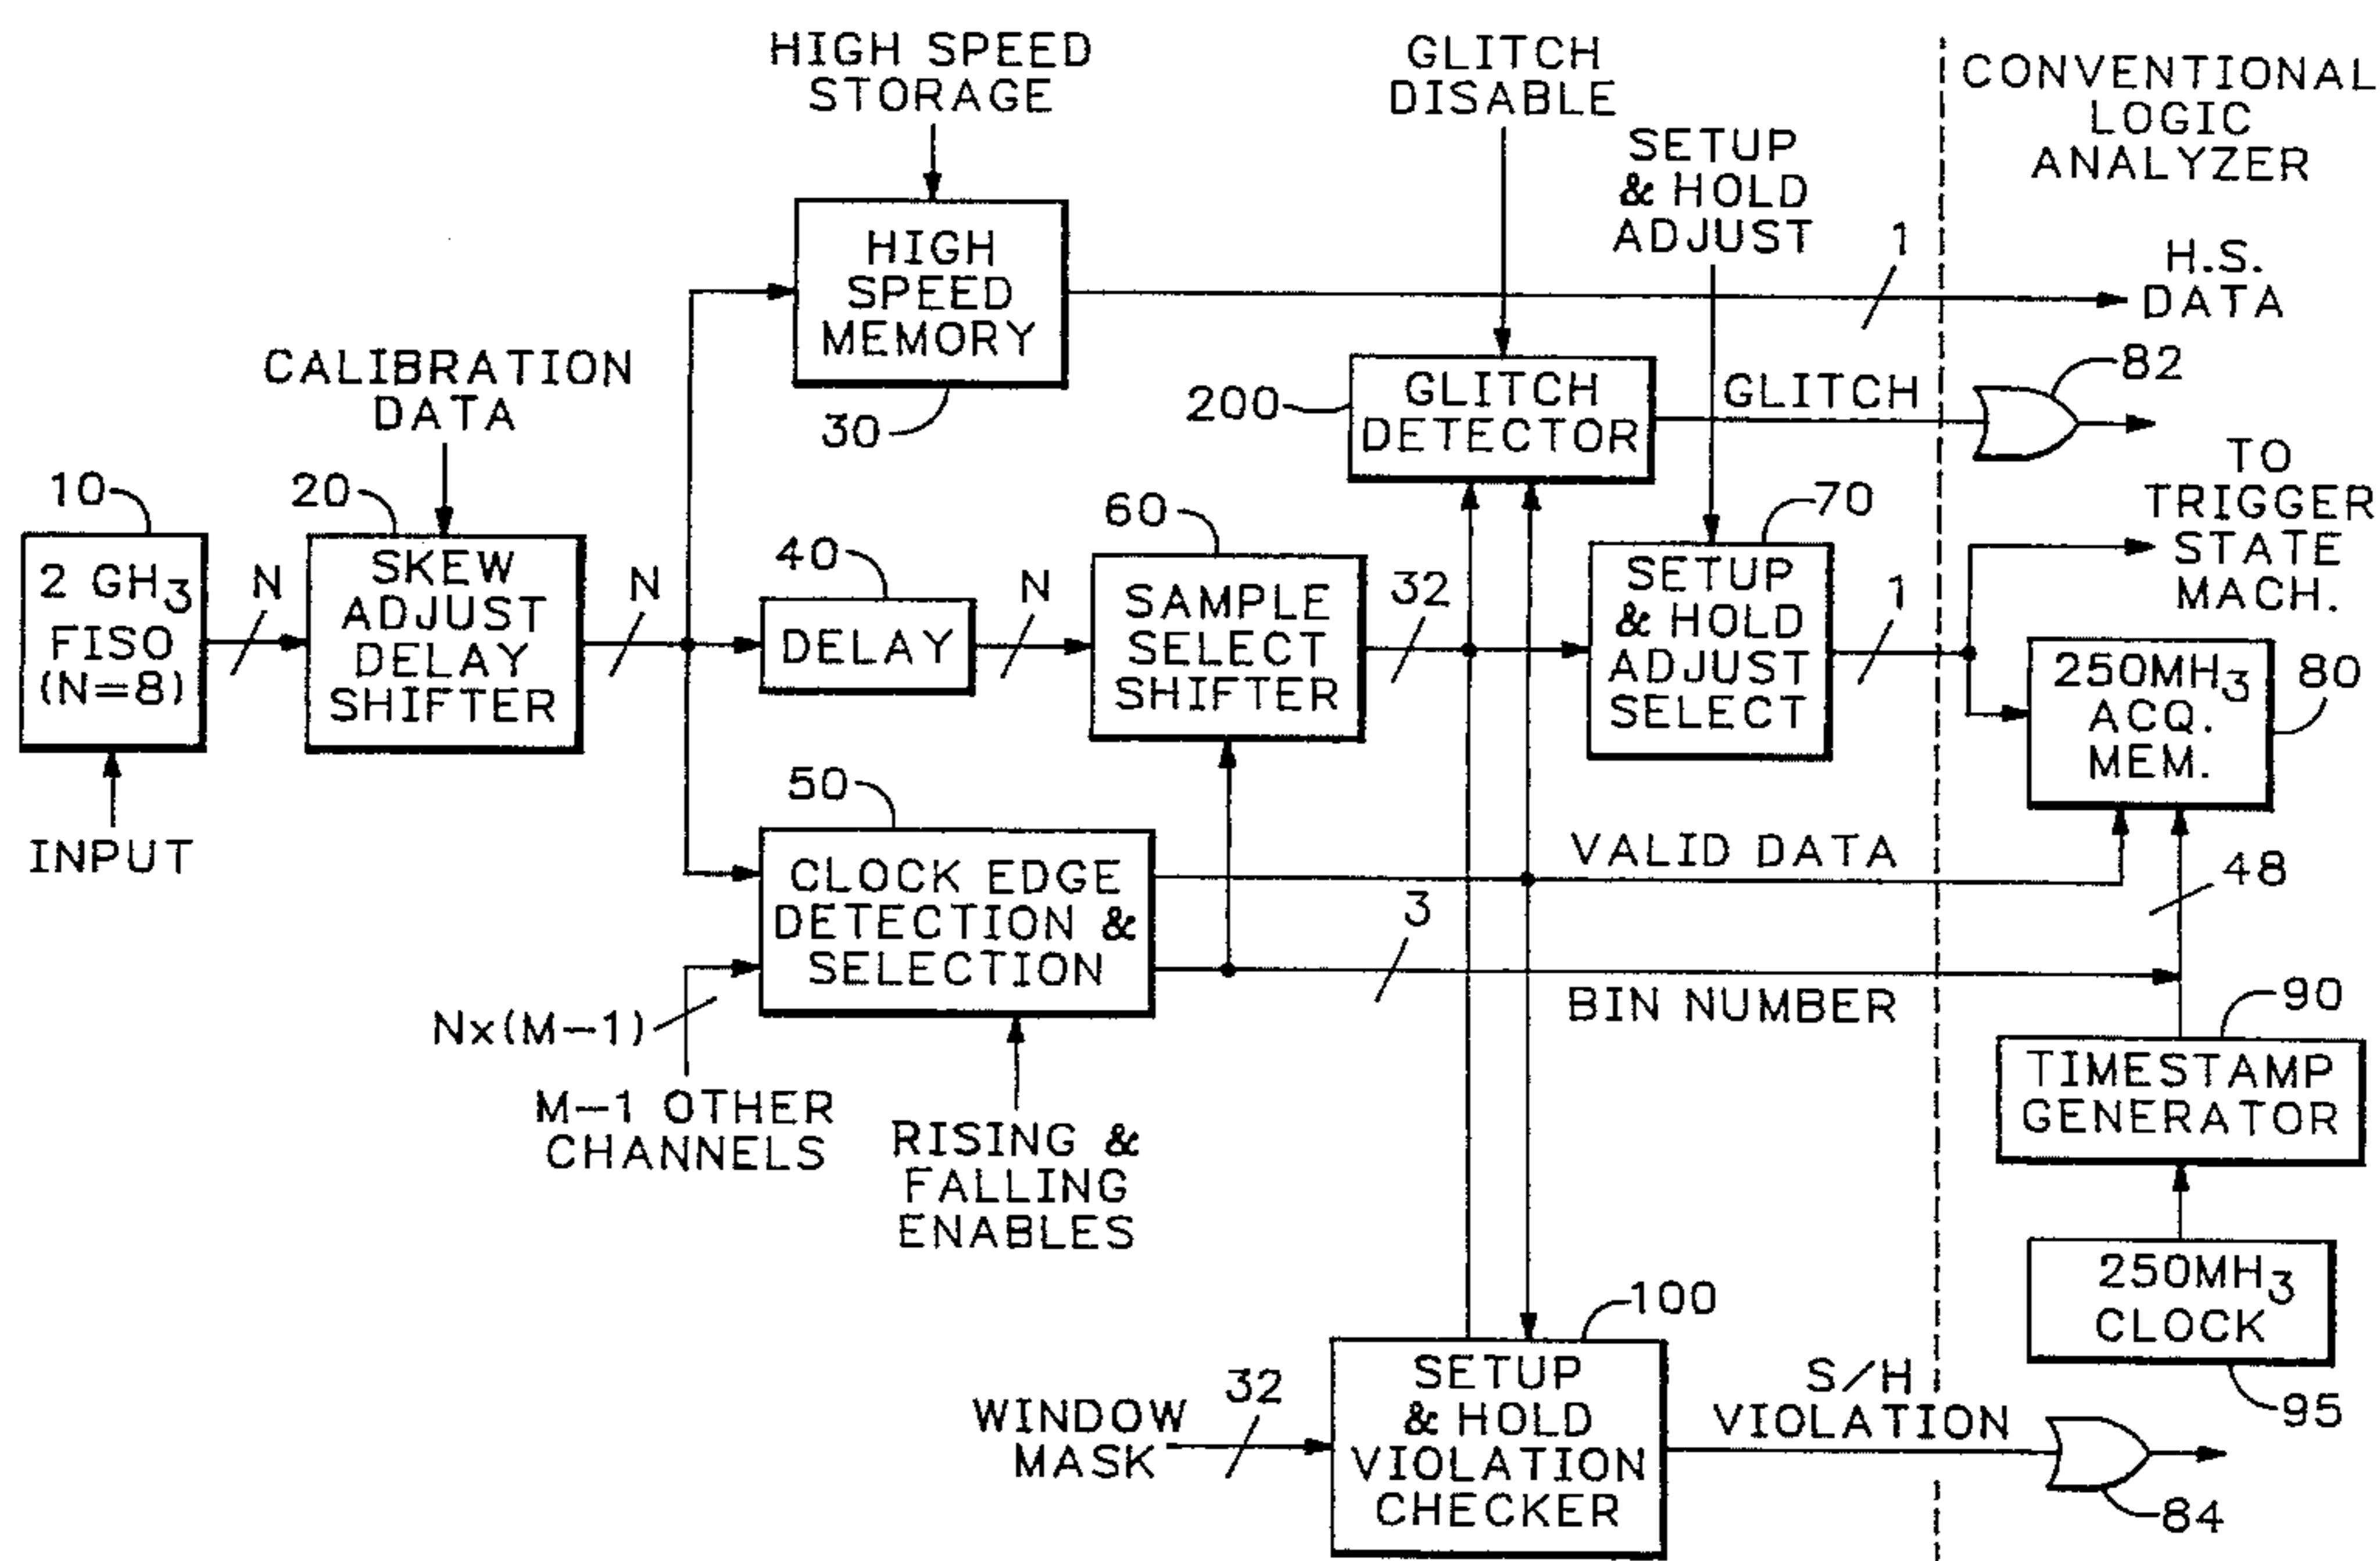 HIGH SPEED
STORAGE
GLITCH
DISABLE
SETUP
& HOLD
ADJUST
CONVENTIONAL
LOGIC
ANALYZER
HIGH
SPEED
MEMORY
30
1
H.S.
DATA
CALIBRATION
DATA
200
GLITCH
DETECTOR
GLITCH
82
TO
TRIGGER
STATE
MACH.
10
2 GH3
FISO
(N=8)
INPUT
N
20
SKEW
ADJUST
DELAY
SHIFTER
N
40
DELAY
N
60
SAMPLE
SELECT
SHIFTER
32
70
SETUP
& HOLD
ADJUST
SELECT
1
250MH3
ACQ.
MEM.
80
50
CLOCK EDGE
DETECTION &
SELECTION
VALID DATA
3
BIN NUMBER
48
Nx(M-1)
M-1 OTHER
CHANNELS
RISING &
FALLING
ENABLES
90
TIMESTAMP
GENERATOR
250MH3
CLOCK
95
100
WINDOW
MASK
32
SETUP
& HOLD
VIOLATION
CHECKER
S/H
VIOLATION
84